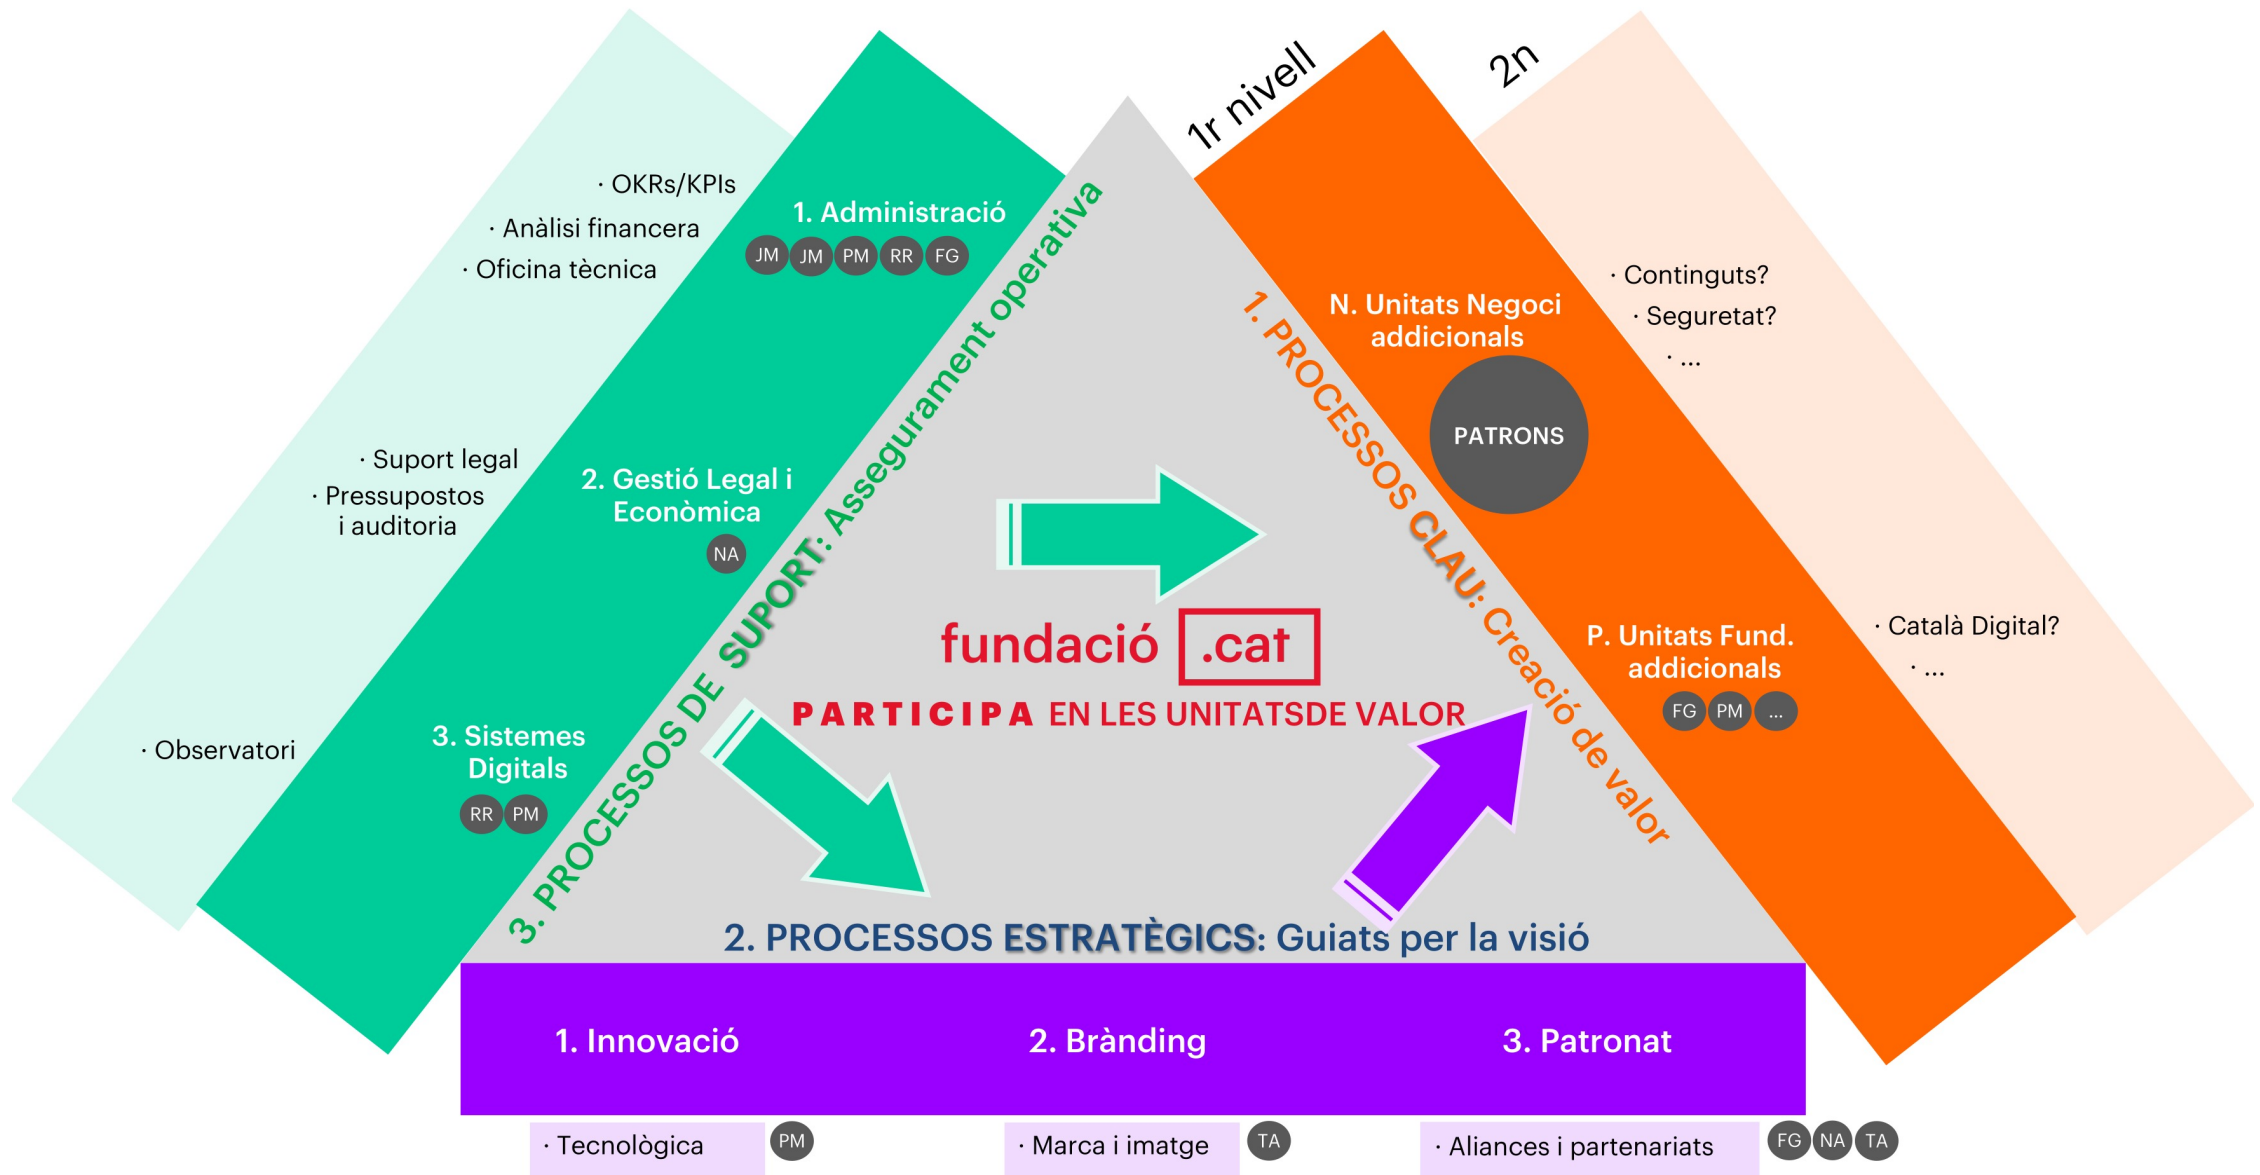 1r nivell
2n
· OKRs/KPIs
· Anàlisi financera
· Oficina tècnica
1. Administració
JM JM PM RR FG
· Suport legal
· Pressupostos
i auditoria
2. Gestió Legal i
Econòmica
NA
· Observatori
3. Sistemes
Digitals
RR PM
3. PROCESSOS DE SUPORT: Assegurament operativa
fundació .cat
PARTICIPA EN LES UNITATSDE VALOR
1. PROCESSOS CLAU: Creació de valor
N. Unitats Negoci
addicionals
PATRONS
· Continguts?
· Seguretat?
· ...
P. Unitats Fund.
addicionals
FG PM ...
· Català Digital?
· ...
2. PROCESSOS ESTRATÈGICS: Guiats per la visió
1. Innovació
2. Brànding
3. Patronat
· Tecnològica PM
· Marca i imatge TA
· Aliances i partenariats FG NA TA